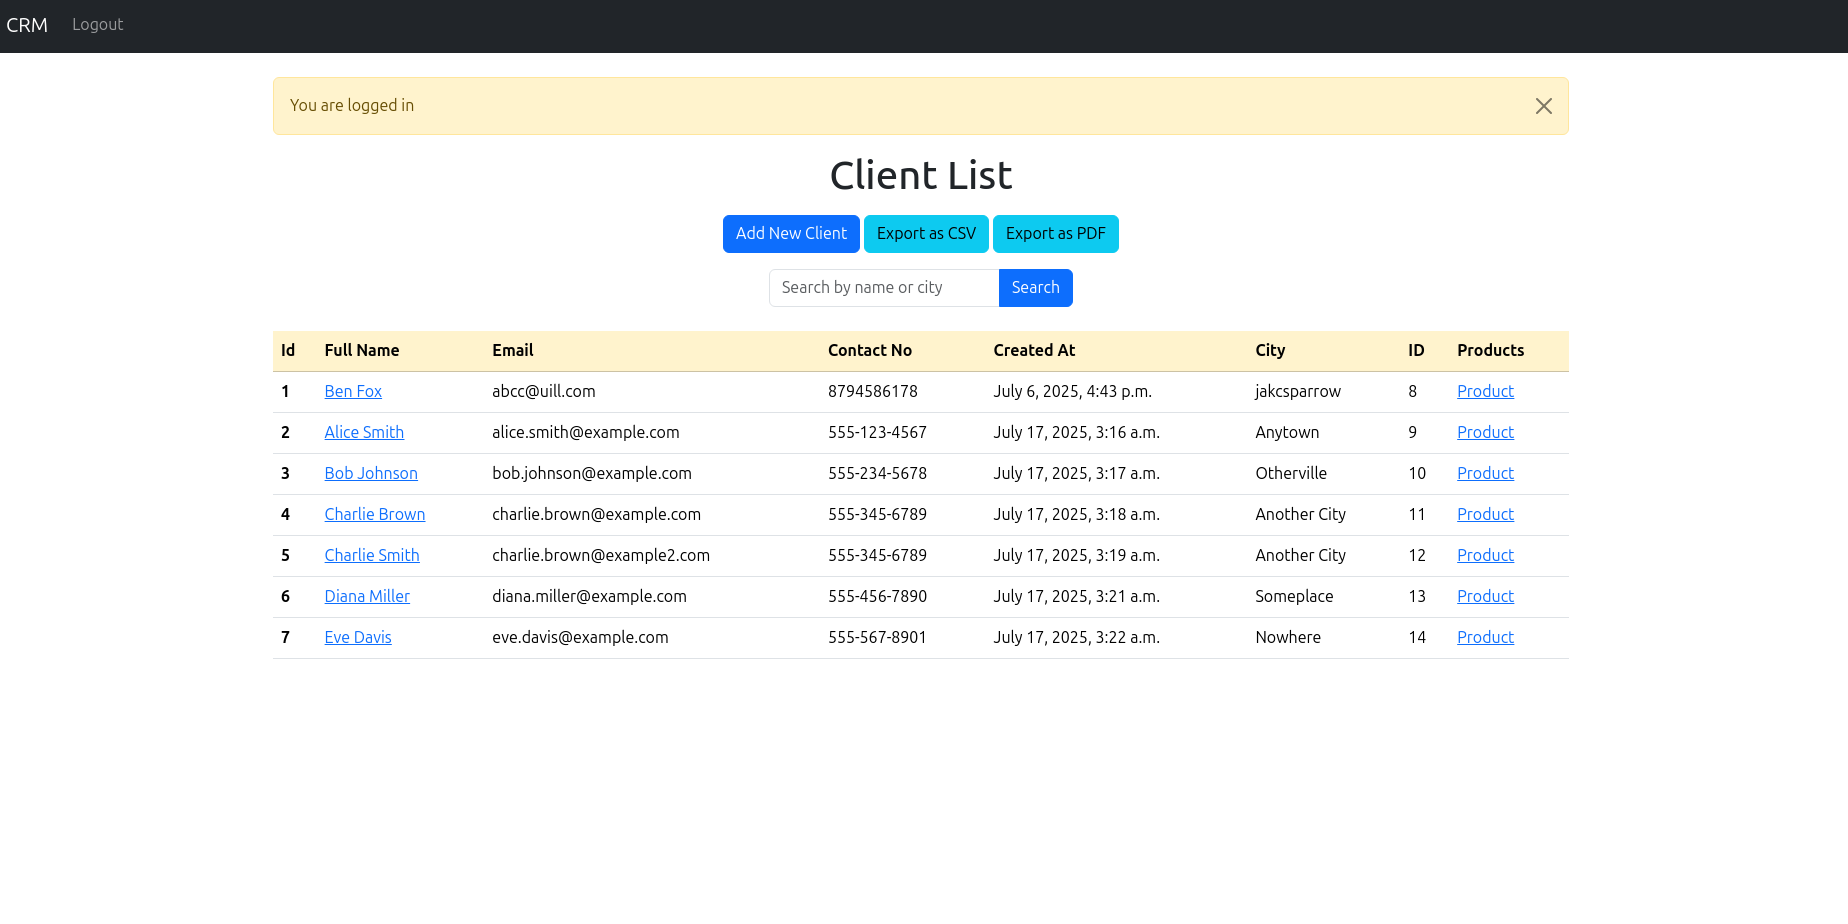 CRM Logout
You are logged in
Client List
Add New Client Export as CSV Export as PDF
Search by name or city Search
Id Full Name Email Contact No Created At City ID Products
1 Ben Fox abcc@uill.com 8794586178 July 6, 2025, 4:43 p.m. jakcsparrow 8 Product
2 Alice Smith alice.smith@example.com 555-123-4567 July 17, 2025, 3:16 a.m. Anytown 9 Product
3 Bob Johnson bob.johnson@example.com 555-234-5678 July 17, 2025, 3:17 a.m. Otherville 10 Product
4 Charlie Brown charlie.brown@example.com 555-345-6789 July 17, 2025, 3:18 a.m. Another City 11 Product
5 Charlie Smith charlie.brown@example2.com 555-345-6789 July 17, 2025, 3:19 a.m. Another City 12 Product
6 Diana Miller diana.miller@example.com 555-456-7890 July 17, 2025, 3:21 a.m. Someplace 13 Product
7 Eve Davis eve.davis@example.com 555-567-8901 July 17, 2025, 3:22 a.m. Nowhere 14 Product